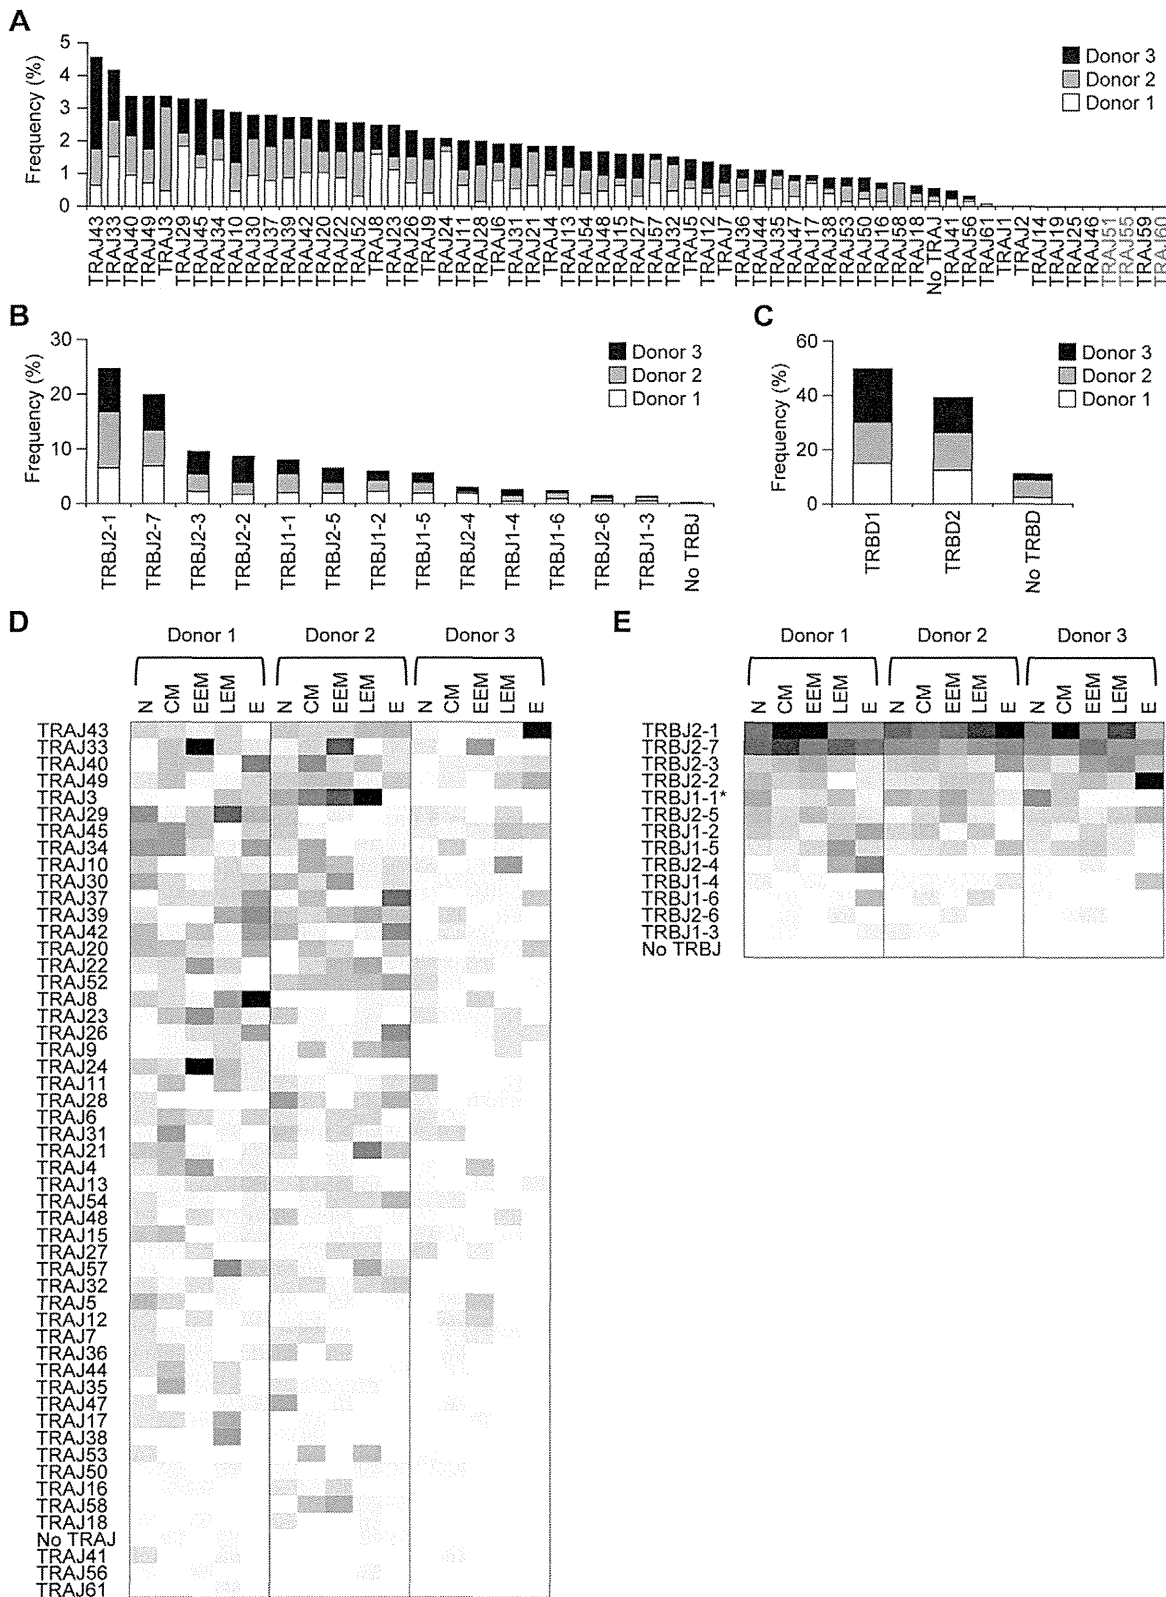 A
Frequency (%)
5
4
3
2
1
0
Donor 3
Donor 2
Donor 1
TRAJ43
TRAJ33
TRAJ40
TRAJ49
TRAJ3
TRAJ29
TRAJ45
TRAJ34
TRAJ10
TRAJ30
TRAJ37
TRAJ39
TRAJ42
TRAJ20
TRAJ22
TRAJ52
TRAJ8
TRAJ23
TRAJ26
TRAJ9
TRAJ24
TRAJ11
TRAJ28
TRAJ6
TRAJ31
TRAJ21
TRAJ4
TRAJ13
TRAJ54
TRAJ48
TRAJ15
TRAJ27
TRAJ57
TRAJ32
TRAJ5
TRAJ12
TRAJ7
TRAJ36
TRAJ44
TRAJ35
TRAJ47
TRAJ17
TRAJ38
TRAJ53
TRAJ50
TRAJ16
TRAJ58
TRAJ18
No TRAJ
TRAJ41
TRAJ56
TRAJ61
TRAJ1
TRAJ2
TRAJ14
TRAJ19
TRAJ25
TRAJ46
TRAJ51
TRAJ55
TRAJ59
TRAJ60
B
Frequency (%)
30
20
10
0
Donor 3
Donor 2
Donor 1
TRBJ2-1
TRBJ2-7
TRBJ2-3
TRBJ2-2
TRBJ1-1
TRBJ2-5
TRBJ1-2
TRBJ1-5
TRBJ2-4
TRBJ1-4
TRBJ1-6
TRBJ2-6
TRBJ1-3
No TRBJ
C
Frequency (%)
60
40
20
0
Donor 3
Donor 2
Donor 1
TRBD1
TRBD2
No TRBD
D
Donor 1 Donor 2 Donor 3
N CM EEM LEM E N CM EEM LEM E N CM EEM LEM E
TRAJ43
TRAJ33
TRAJ40
TRAJ49
TRAJ3
TRAJ29
TRAJ45
TRAJ34
TRAJ10
TRAJ30
TRAJ37
TRAJ39
TRAJ42
TRAJ20
TRAJ22
TRAJ52
TRAJ8
TRAJ23
TRAJ26
TRAJ9
TRAJ24
TRAJ11
TRAJ28
TRAJ6
TRAJ31
TRAJ21
TRAJ4
TRAJ13
TRAJ54
TRAJ48
TRAJ15
TRAJ27
TRAJ57
TRAJ32
TRAJ5
TRAJ12
TRAJ7
TRAJ36
TRAJ44
TRAJ35
TRAJ47
TRAJ17
TRAJ38
TRAJ53
TRAJ50
TRAJ16
TRAJ58
TRAJ18
No TRAJ
TRAJ41
TRAJ56
TRAJ61
E
Donor 1 Donor 2 Donor 3
N CM EEM LEM E N CM EEM LEM E N CM EEM LEM E
TRBJ2-1
TRBJ2-7
TRBJ2-3
TRBJ2-2
TRBJ1-1*
TRBJ2-5
TRBJ1-2
TRBJ1-5
TRBJ2-4
TRBJ1-4
TRBJ1-6
TRBJ2-6
TRBJ1-3
No TRBJ